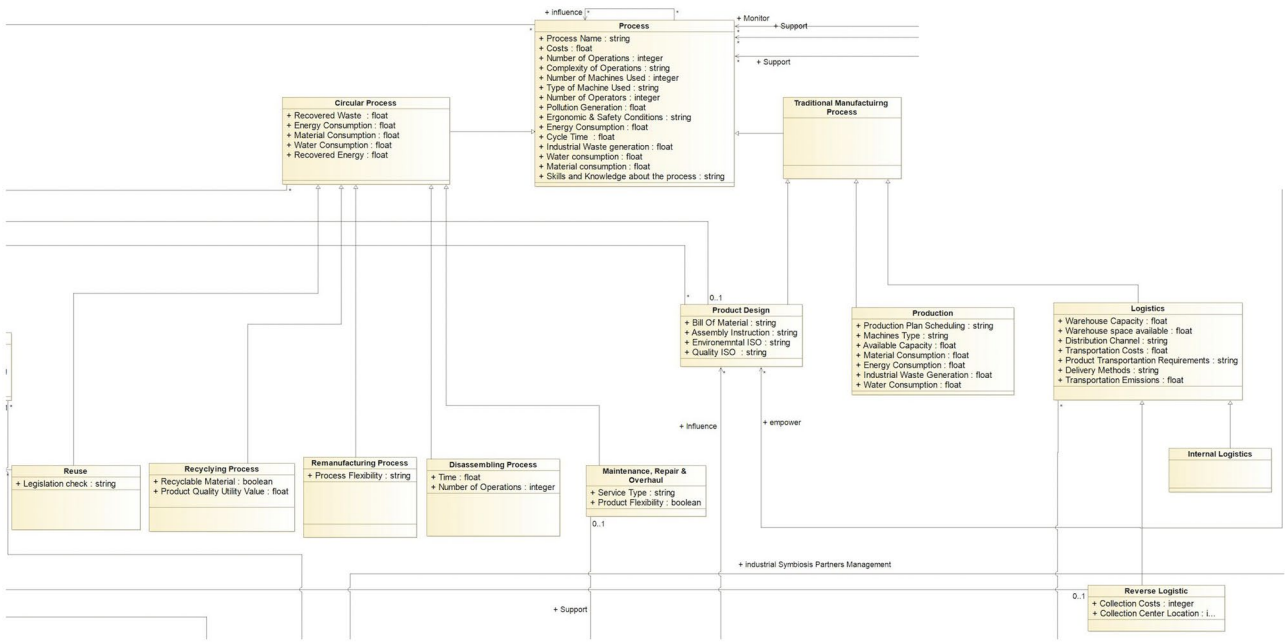 + influence
*
*
*
Process
+ Process Name : string
+ Costs : float
+ Number of Operations : integer
+ Complexity of Operations : string
+ Number of Machines Used : integer
+ Type of Machine Used : string
+ Number of Operators : integer
+ Pollution Generation : float
+ Ergonomic & Safety Conditions : string
+ Energy Consumption : float
+ Cycle Time : float
+ Industrial Waste generation : float
+ Water consumption : float
+ Material consumption : float
+ Skills and Knowledge about the process : string
+ Monitor
+ Support
*
*
*
+ Support
Circular Process
+ Recovered Waste : float
+ Energy Consumption : float
+ Material Consumption : float
+ Water Consumption : float
+ Recovered Energy : float
*
Traditional Manufactuirng
Process
*
0..1
Product Design
+ Bill Of Material : string
+ Assembly Instruction : string
+ Environemntal ISO : string
+ Quality ISO : string
*
*
Production
+ Production Plan Scheduling : string
+ Machines Type : string
+ Available Capacity : float
+ Material Consumption : float
+ Energy Consumption : float
+ Industrial Waste Generation : float
+ Water Consumption : float
Logistics
+ Warehouse Capacity : float
+ Warehouse space available : float
+ Distribution Channel : string
+ Transportation Costs : float
+ Product Transportantion Requirements : string
+ Delivery Methods : string
+ Transportation Emissions : float
*
*
+ Influence
+ empower
Internal Logistics
*
Reuse
+ Legislation check : string
Recyclying Process
+ Recyclable Material : boolean
+ Product Quality Utility Value : float
Remanufacturing Process
+ Process Flexibility : string
Disassembling Process
+ Time : float
+ Number of Operations : integer
Maintenance, Repair &
Overhaul
+ Service Type : string
+ Product Flexibility : boolean
0..1
+ industrial Symbiosis Partners Management
+ Support
0..1
Reverse Logistic
+ Collection Costs : integer
+ Collection Center Location : i...